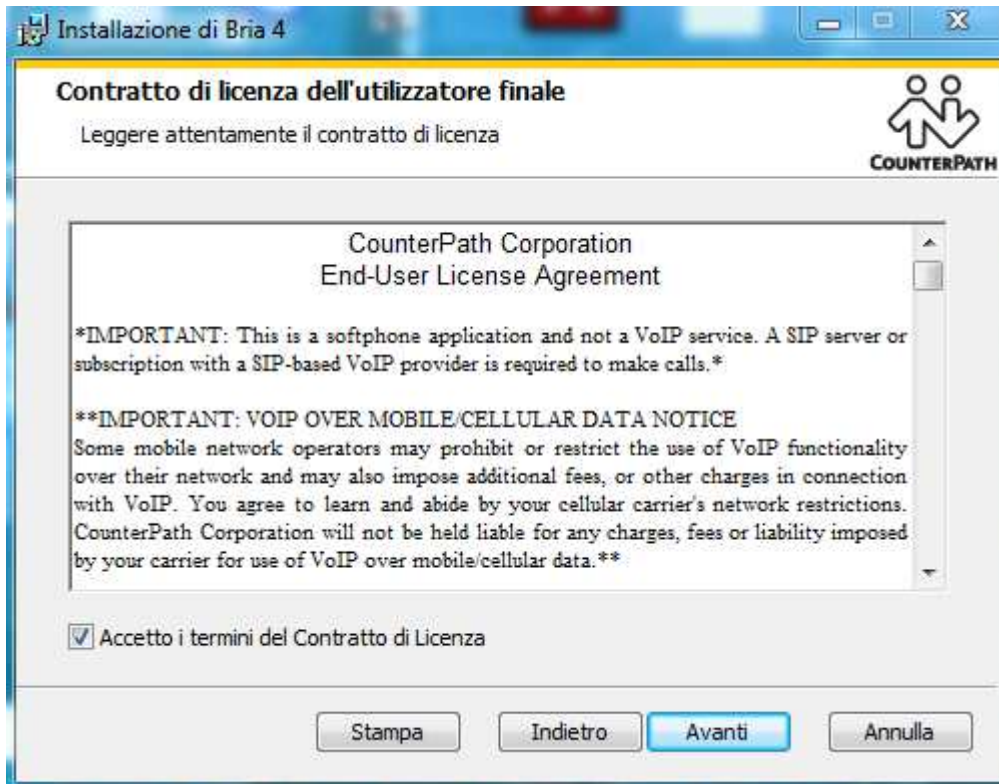 Installazione di Bria 4
Contratto di licenza dell'utilizzatore finale
Leggere attentamente il contratto di licenza
COUNTERPATH
CounterPath Corporation
End-User License Agreement
*IMPORTANT: This is a softphone application and not a VoIP service. A SIP server or
subscription with a SIP-based VoIP provider is required to make calls.*
**IMPORTANT: VOIP OVER MOBILE/CELLULAR DATA NOTICE
Some mobile network operators may prohibit or restrict the use of VoIP functionality
over their network and may also impose additional fees, or other charges in connection
with VoIP. You agree to learn and abide by your cellular carrier's network restrictions.
CounterPath Corporation will not be held liable for any charges, fees or liability imposed
by your carrier for use of VoIP over mobile/cellular data.**
Accetto i termini del Contratto di Licenza
Stampa Indietro Avanti Annulla